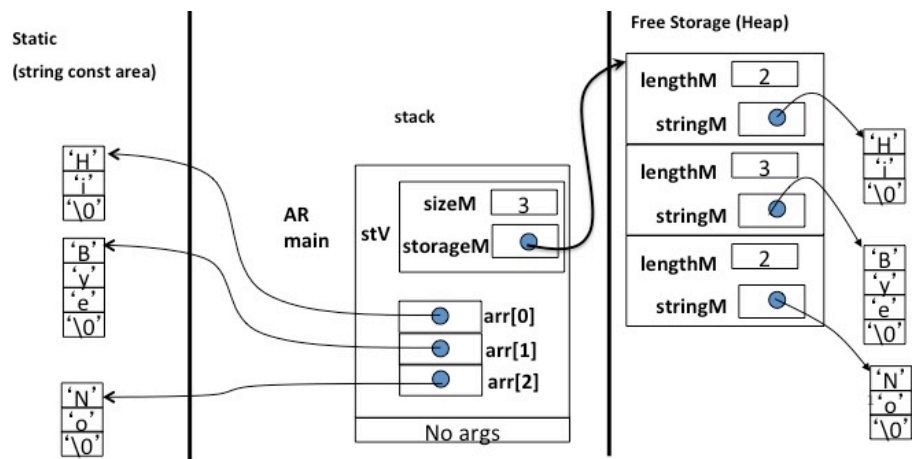 Static
(string const area)
‘H’
‘i’
‘\0’
‘B’
‘y’
‘e’
‘\0’
‘N’
‘o’
‘\0’
stack
AR
main
stV
sizeM 3
storageM
arr[0]
arr[1]
arr[2]
No args
Free Storage (Heap)
lengthM 2
stringM
lengthM 3
stringM
lengthM 2
stringM
‘H’
‘i’
‘\0’
‘B’
‘y’
‘e’
‘\0’
‘N’
‘o’
‘\0’